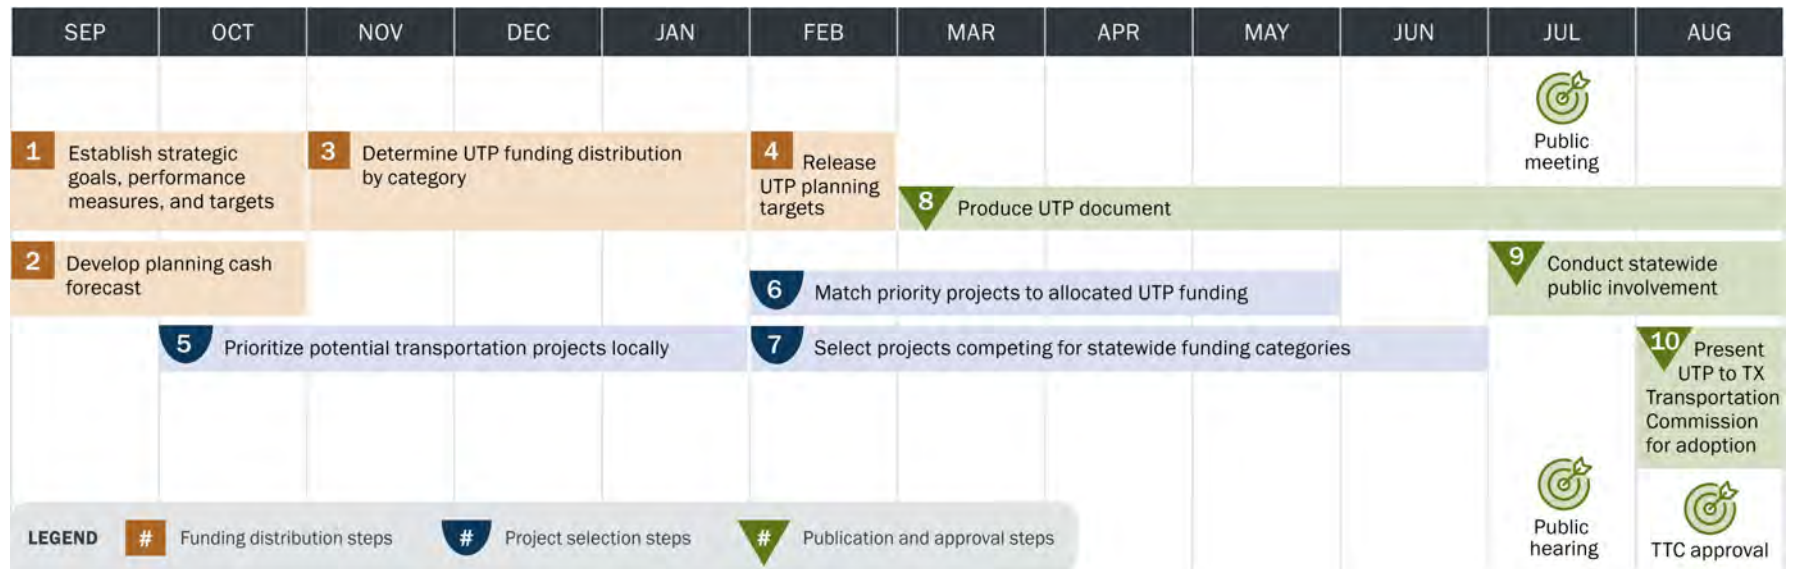 SEP OCT NOV DEC JAN FEB MAR APR MAY JUN JUL AUG
Public
meeting
1 Establish strategic
goals, performance
measures, and targets
3 Determine UTP funding distribution
by category
4 Release
UTP planning
targets
8 Produce UTP document
2 Develop planning cash
forecast
9 Conduct statewide
public involvement
6 Match priority projects to allocated UTP funding
5 Prioritize potential transportation projects locally
7 Select projects competing for statewide funding categories
10 Present
UTP to TX
Transportation
Commission
for adoption
Public
hearing
TTC approval
LEGEND # Funding distribution steps # Project selection steps # Publication and approval steps